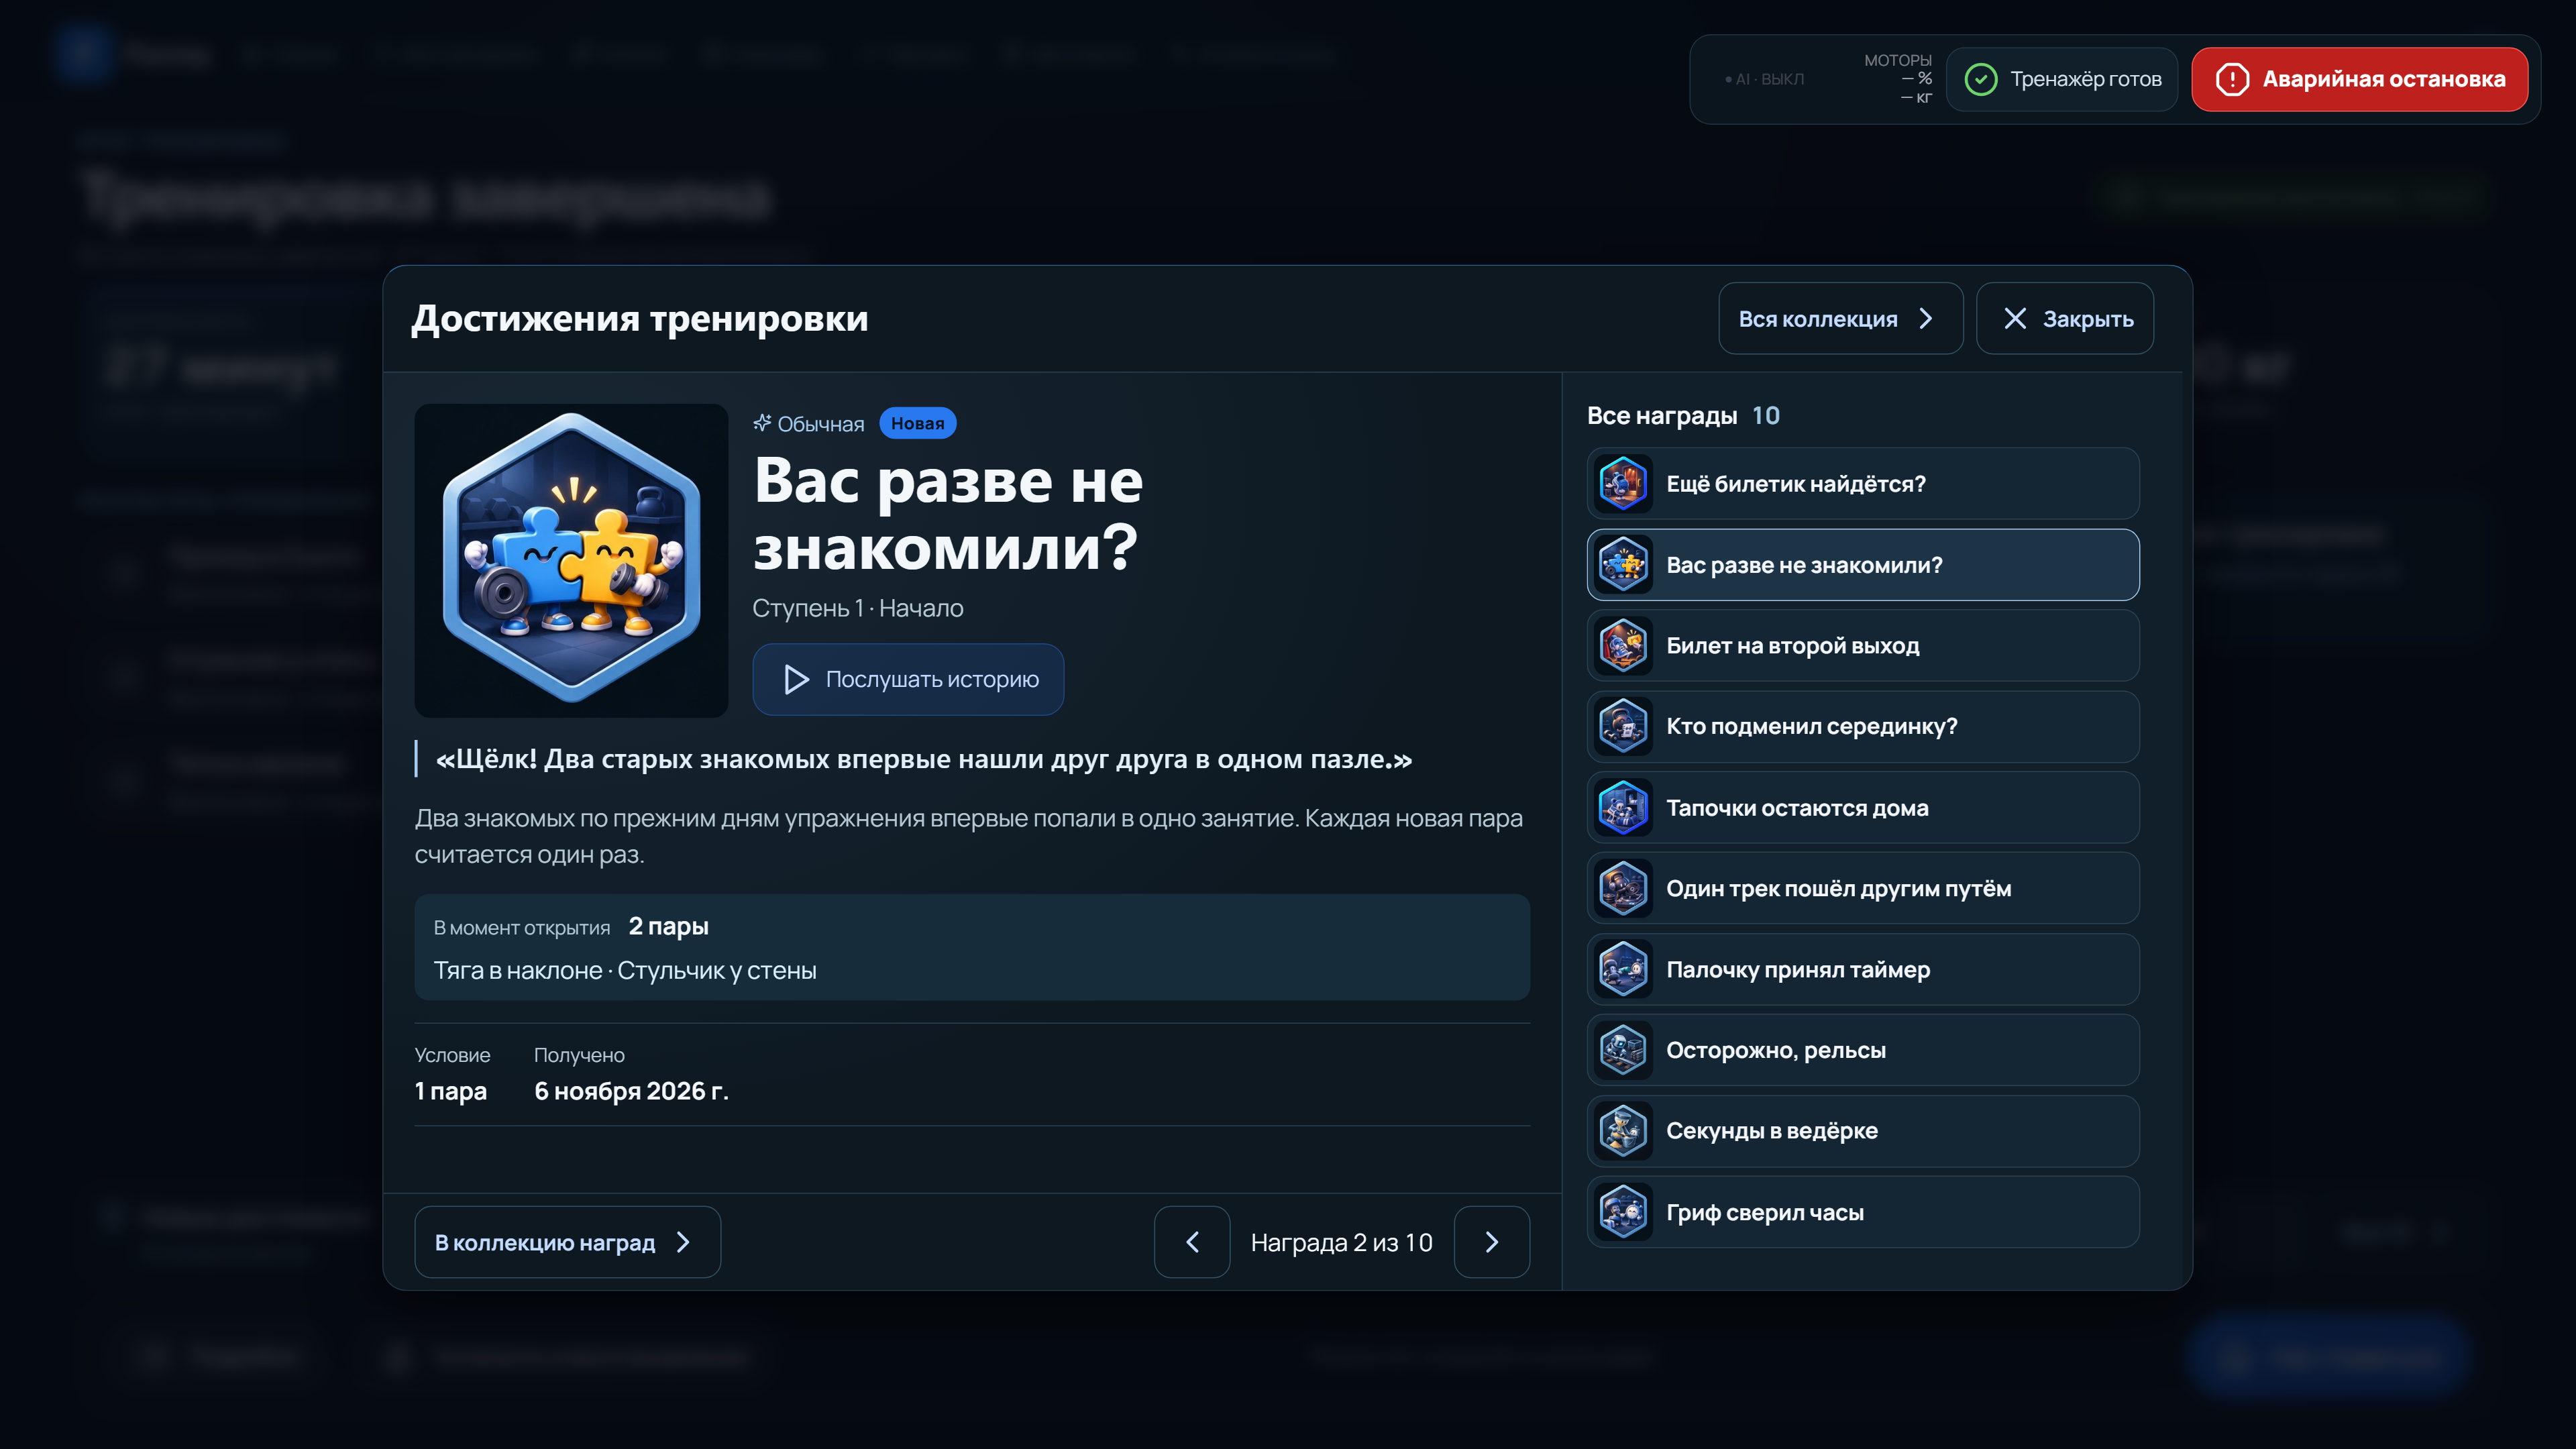 AI · ВЫКЛ
МОТОРЫ
— %
— кг
Тренажёр готов
Аварийная остановка
Тренировка завершена
27 минут
Достижения тренировки
Вся коллекция
Закрыть
Обычная
Новая
Вас разве не
знакомили?
Ступень 1 · Начало
Послушать историю
«Щёлк! Два старых знакомых впервые нашли друг друга в одном пазле.»
Два знакомых по прежним дням упражнения впервые попали в одно занятие. Каждая новая пара
считается один раз.
В момент открытия 2 пары
Тяга в наклоне · Стульчик у стены
Условие
1 пара
Получено
6 ноября 2026 г.
В коллекцию наград
Награда 2 из 10
Все награды 10
Ещё билетик найдётся?
Вас разве не знакомили?
Билет на второй выход
Кто подменил серединку?
Тапочки остаются дома
Один трек пошёл другим путём
Палочку принял таймер
Осторожно, рельсы
Секунды в ведёрке
Гриф сверил часы